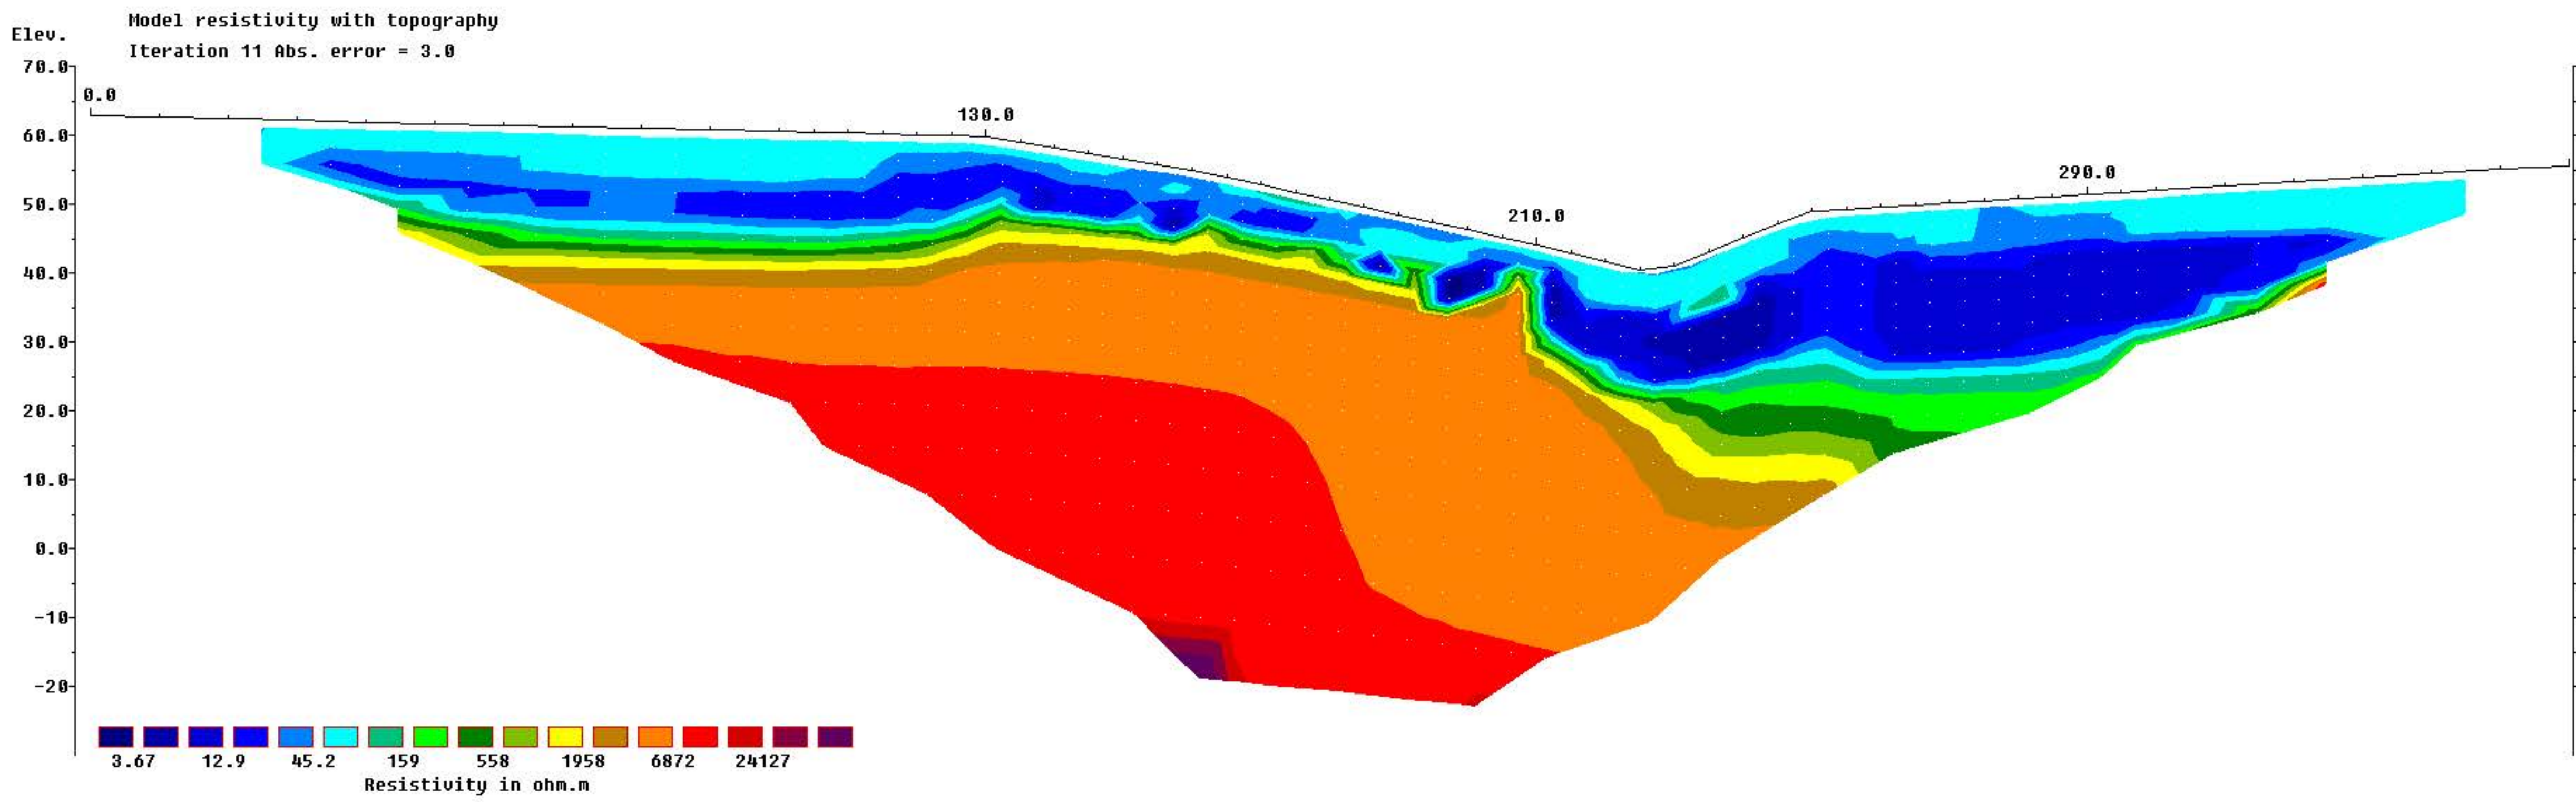 Model resistivity with topography
Elev.
Iteration 11 Abs. error = 3.0
70.0
0.0
130.0
60.0
290.0
50.0
210.0
40.0
30.0
20.0
10.0
0.0
-10
-20
3.67 12.9 45.2 159 558 1958 6872 24127
Resistivity in ohm.m